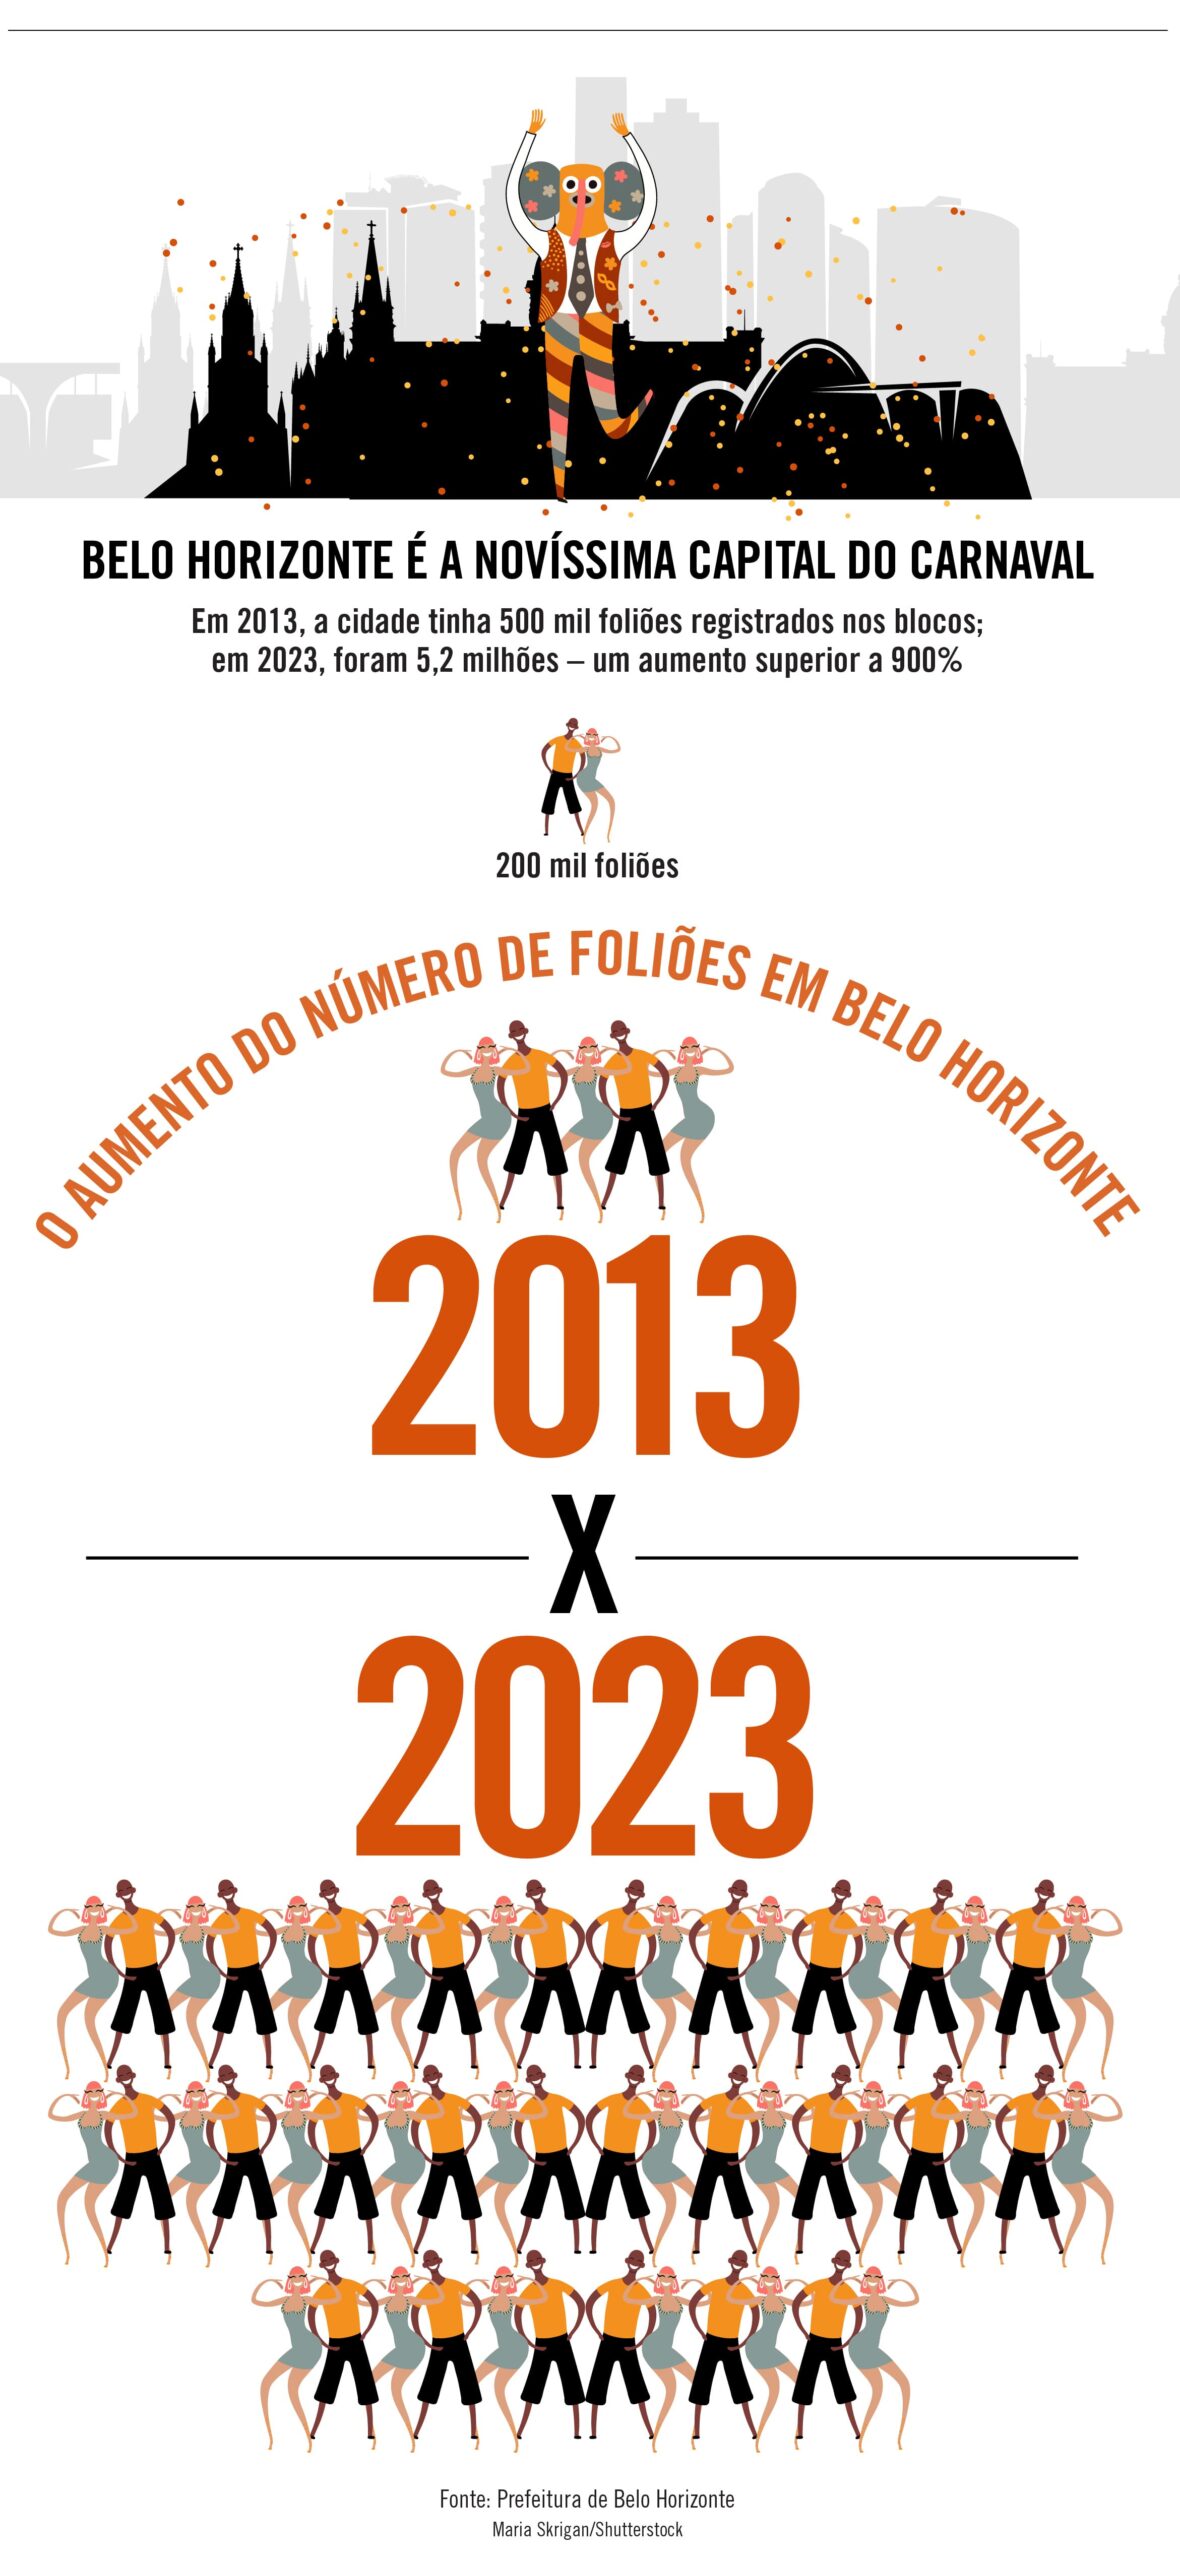 BELO HORIZONTE É A NOVÍSSIMA CAPITAL DO CARNAVAL
Em 2013, a cidade tinha 500 mil foliões registrados nos blocos;
em 2023, foram 5,2 milhões – um aumento superior a 900%
200 mil foliões
O AUMENTO DO NÚMERO DE FOLIÕES EM BELO HORIZONTE
2013
X
2023
Fonte: Prefeitura de Belo Horizonte
Maria Skrigan/Shutterstock